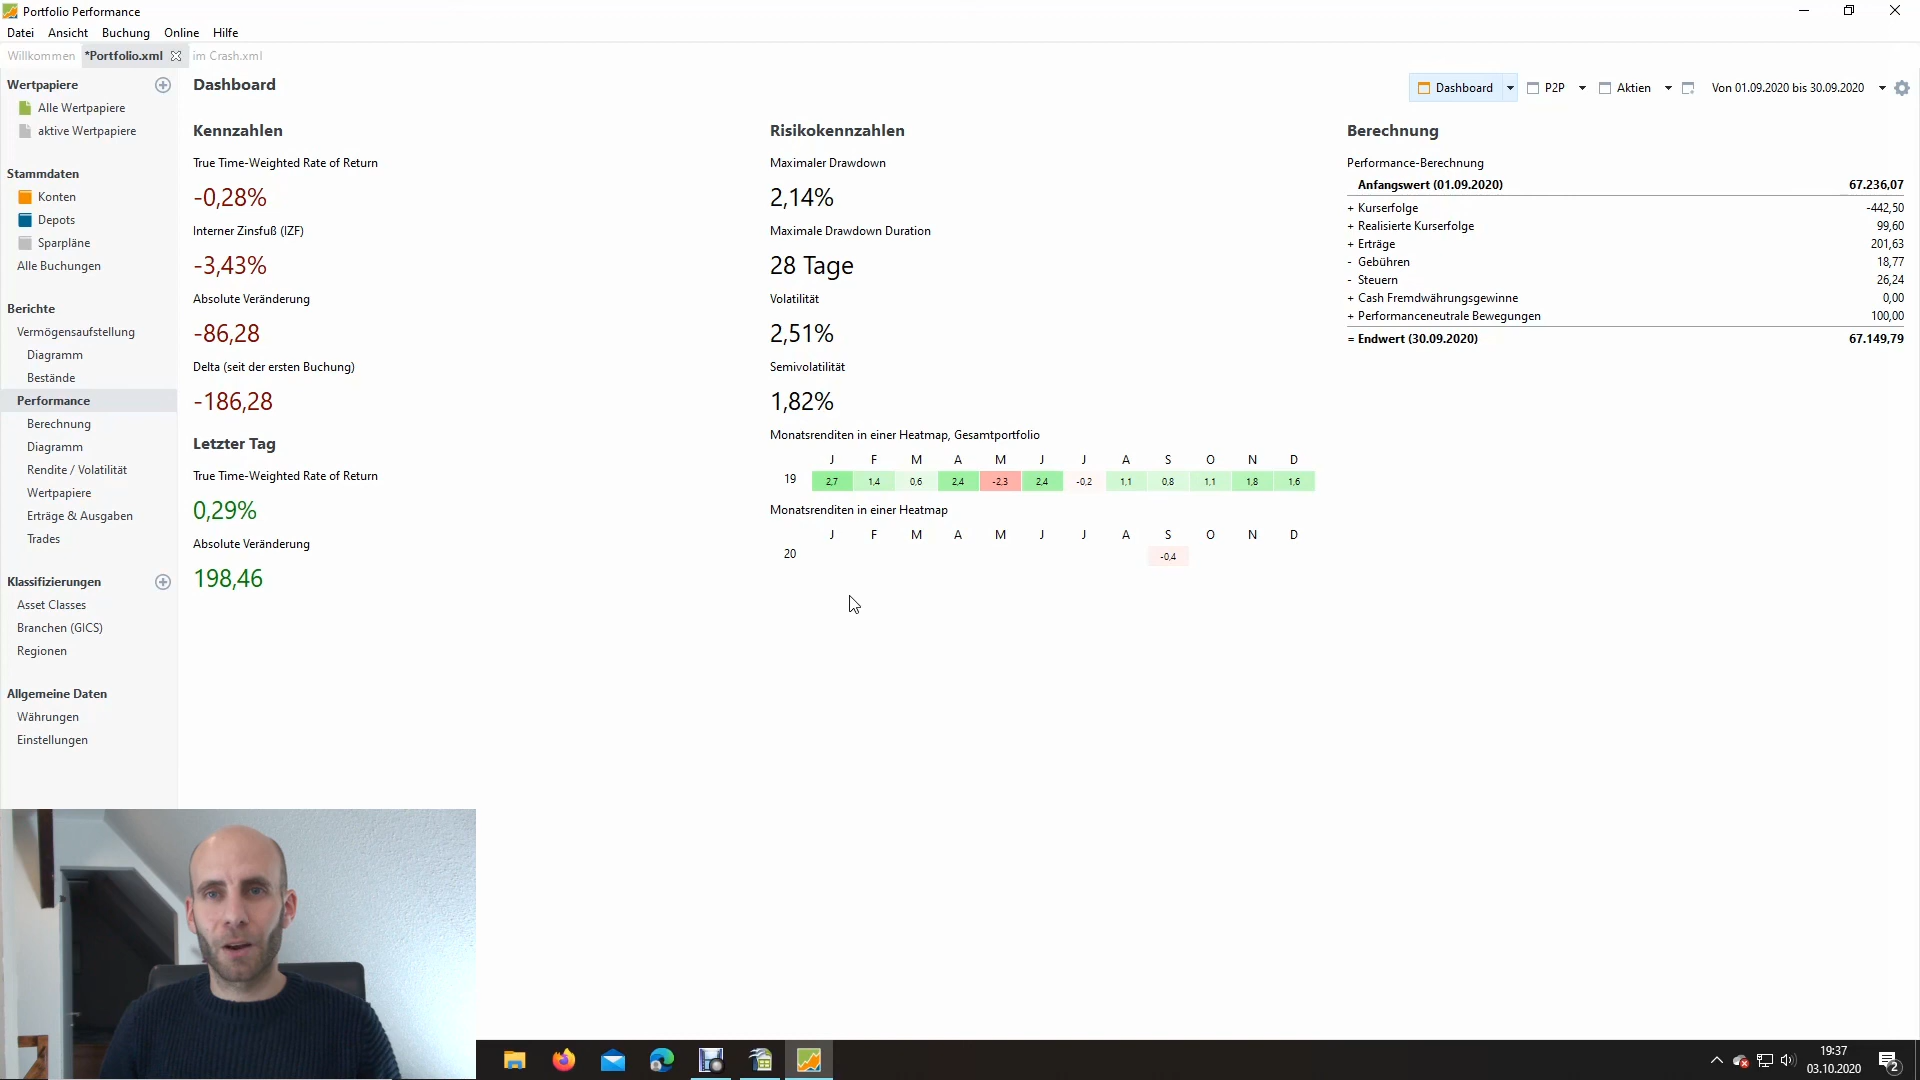 Portfolio Performance
Datei Ansicht Buchung Online Hilfe
Willkommen *Portfolio.xml im Crash.xml
Wertpapiere
Alle Wertpapiere
aktive Wertpapiere
Stammdaten
Konten
Depots
Sparpläne
Alle Buchungen
Berichte
Vermögensaufstellung
Diagramm
Bestände
Performance
Berechnung
Diagramm
Rendite / Volatilität
Wertpapiere
Erträge & Ausgaben
Trades
Klassifizierungen
Asset Classes
Branchen (GICS)
Regionen
Allgemeine Daten
Währungen
Einstellungen
Dashboard
Dashboard P2P Aktien Von 01.09.2020 bis 30.09.2020
Kennzahlen
True Time-Weighted Rate of Return
-0,28%
Interner Zinsfuß (IZF)
-3,43%
Absolute Veränderung
-86,28
Delta (seit der ersten Buchung)
-186,28
Letzter Tag
True Time-Weighted Rate of Return
0,29%
Absolute Veränderung
198,46
Risikokennzahlen
Maximaler Drawdown
2,14%
Maximale Drawdown Duration
28 Tage
Volatilität
2,51%
Semivolatilität
1,82%
Monatsrenditen in einer Heatmap, Gesamtportfolio
J F M A M J J A S O N D
19 2,7 1,4 0,6 2,4 -2,3 2,4 -0,2 1,1 0,8 1,1 1,8 1,6
Monatsrenditen in einer Heatmap
J F M A M J J A S O N D
20 -0,4
Berechnung
Performance-Berechnung
Anfangswert (01.09.2020) 67.236,07
+ Kurserfolge -442,50
+ Realisierte Kurserfolge 99,60
+ Erträge 201,63
- Gebühren 18,77
- Steuern 26,24
+ Cash Fremdwährungsgewinne 0,00
+ Performanceneutrale Bewegungen 100,00
= Endwert (30.09.2020) 67.149,79
19:37
03.10.2020
2